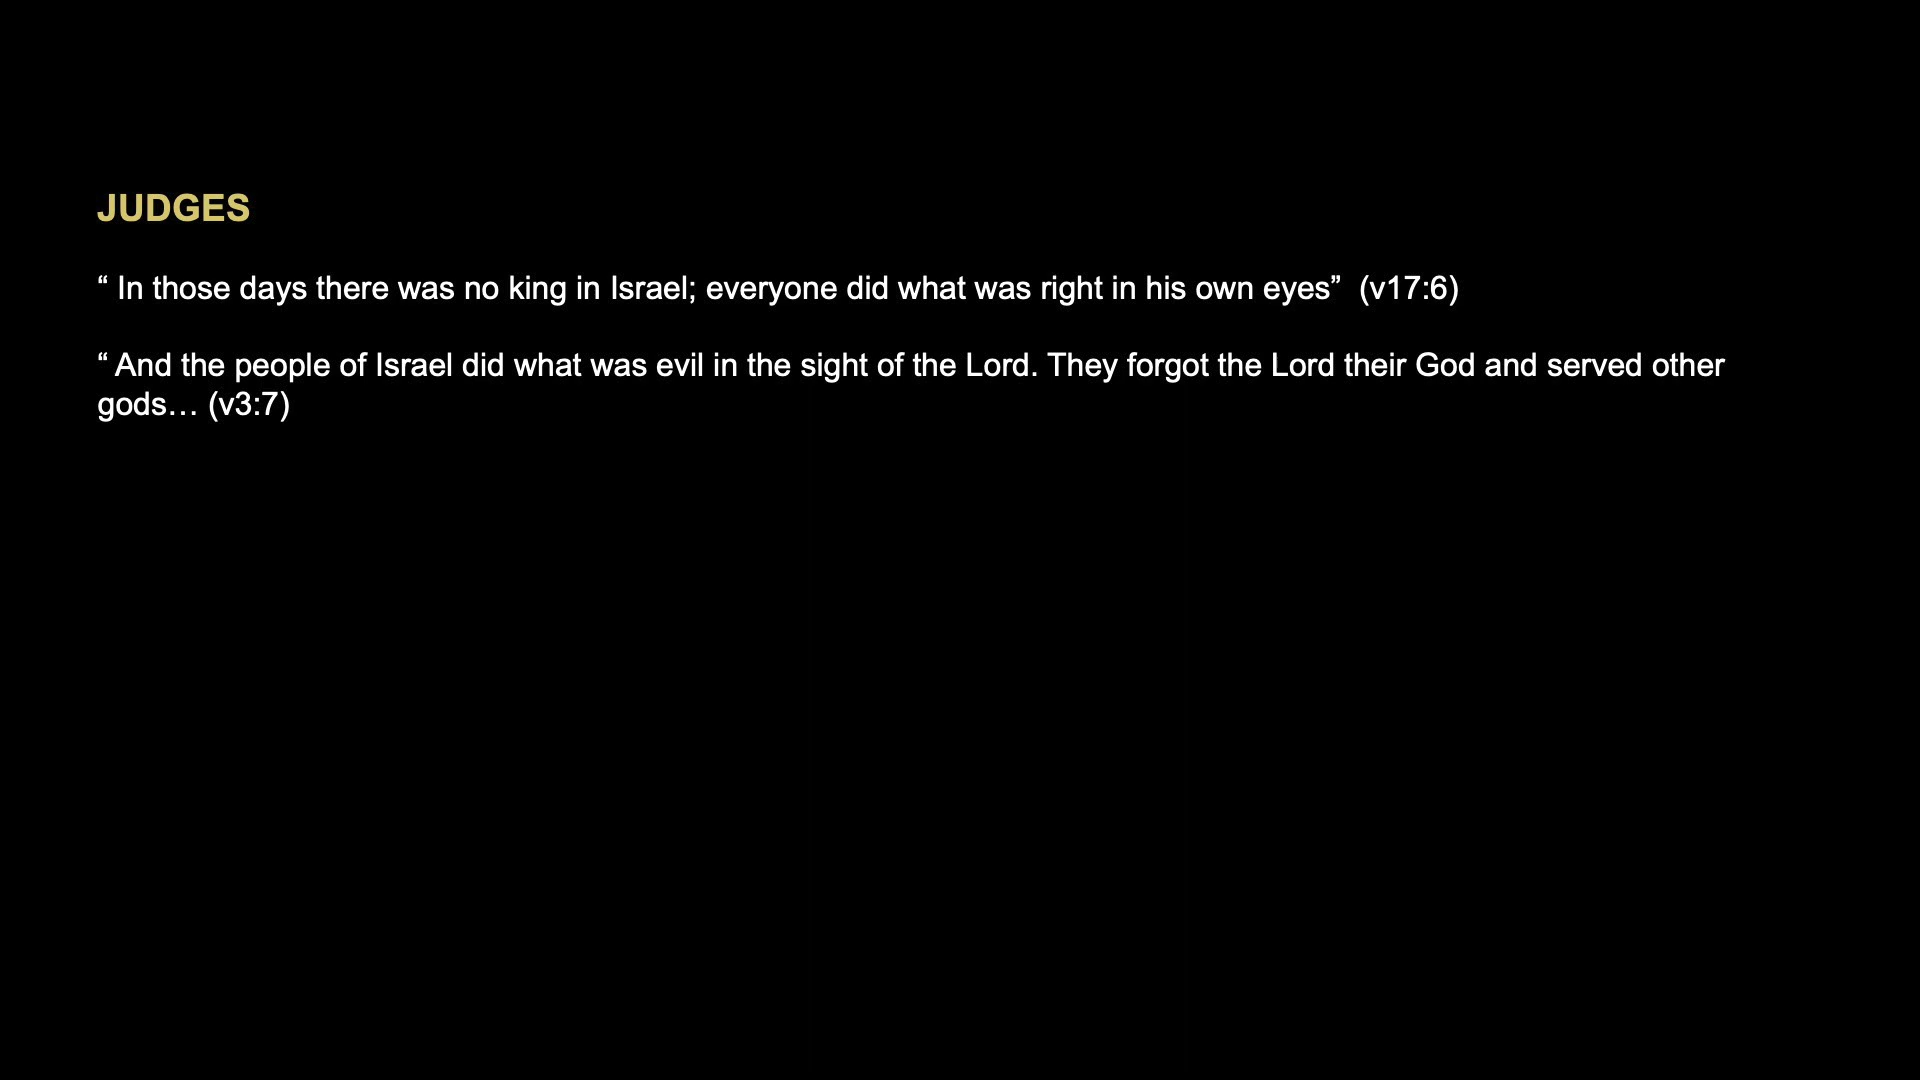 JUDGES
“ In those days there was no king in Israel; everyone did what was right in his own eyes”  (v17:6)
“ And the people of Israel did what was evil in the sight of the Lord. They forgot the Lord their God and served other
gods… (v3:7)